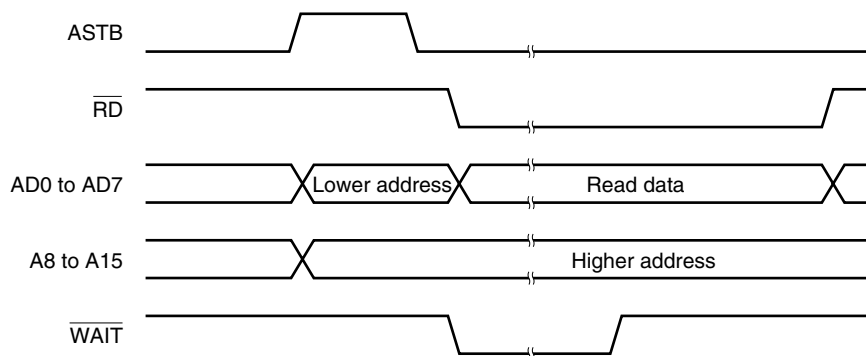 ASTB
RD
AD0 to AD7 Lower address Read data
A8 to A15 Higher address
WAIT